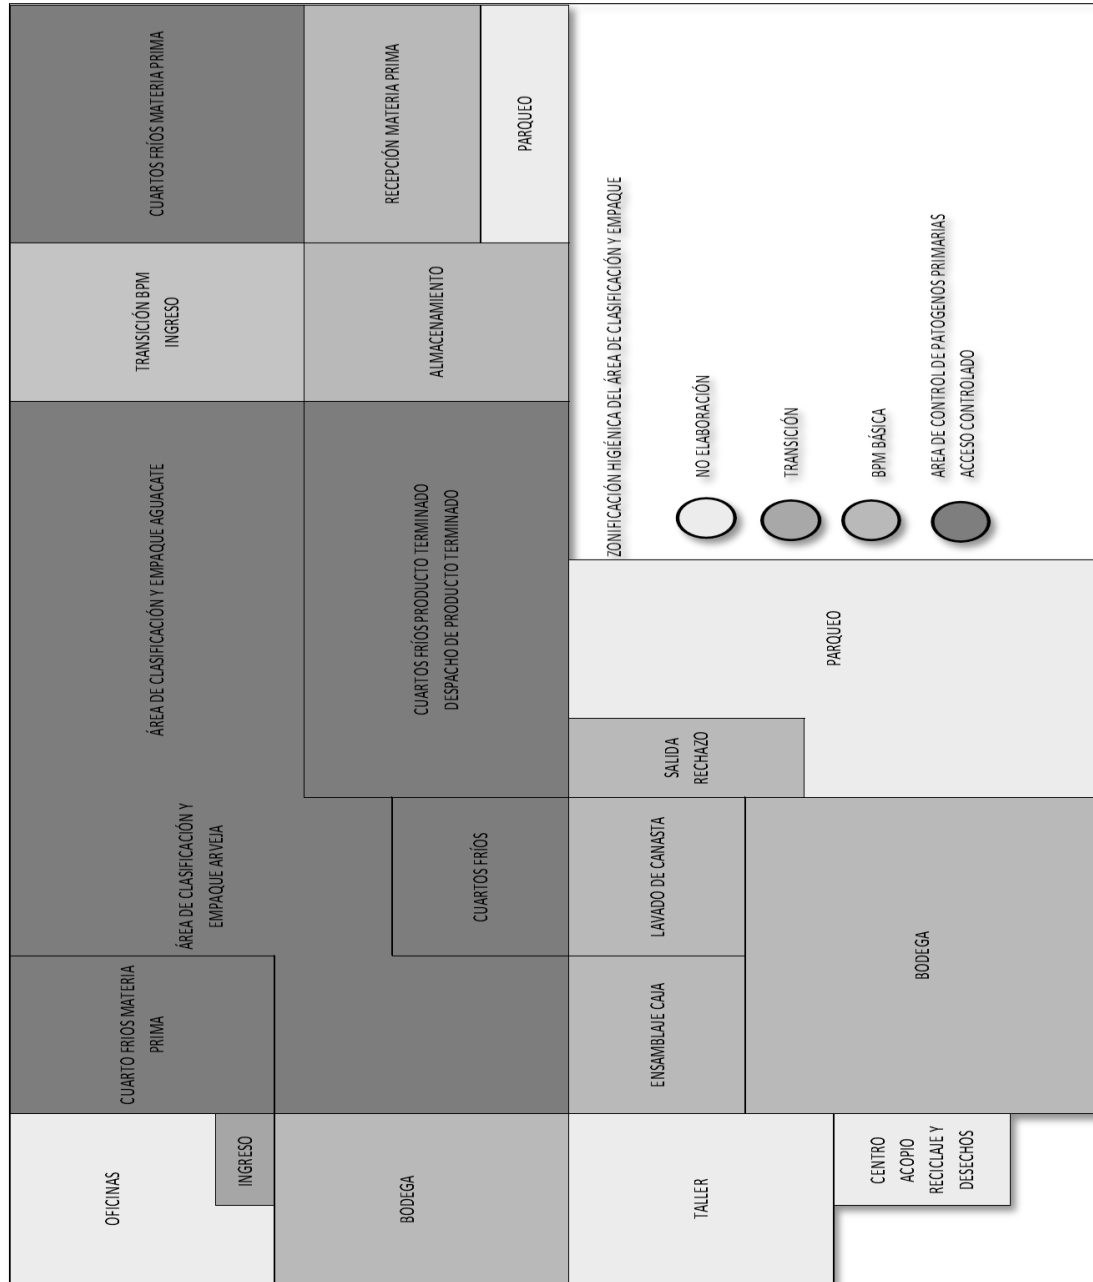 OFICINAS
INGRESO
BODEGA
TALLER
CENTRO
ACOPIO
RECICLAJE Y
DESECHOS
CUARTO FRIOS MATERIA
PRIMA
ENSAMBLAJE CAJA
ÁREA DE CLASIFICACIÓN Y
EMPAQUE ARVEJA
CUARTOS FRÍOS
LAVADO DE CANASTA
BODEGA
ÁREA DE CLASIFICACIÓN Y EMPAQUE AGUACATE
CUARTOS FRÍOS PRODUCTO TERMINADO
DESPACHO DE PRODUCTO TERMINADO
SALIDA
RECHAZO
PARQUEO
TRANSICIÓN BPM
INGRESO
ALMACENAMIENTO
CUARTOS FRÍOS MATERIA PRIMA
RECEPCIÓN MATERIA PRIMA
PARQUEO
ZONIFICACIÓN HIGIÉNICA DEL ÁREA DE CLASIFICACIÓN Y EMPAQUE
NO ELABORACIÓN
TRANSICIÓN
BPM BÁSICA
AREA DE CONTROL DE PATOGENOS PRIMARIAS
ACCESO CONTROLADO